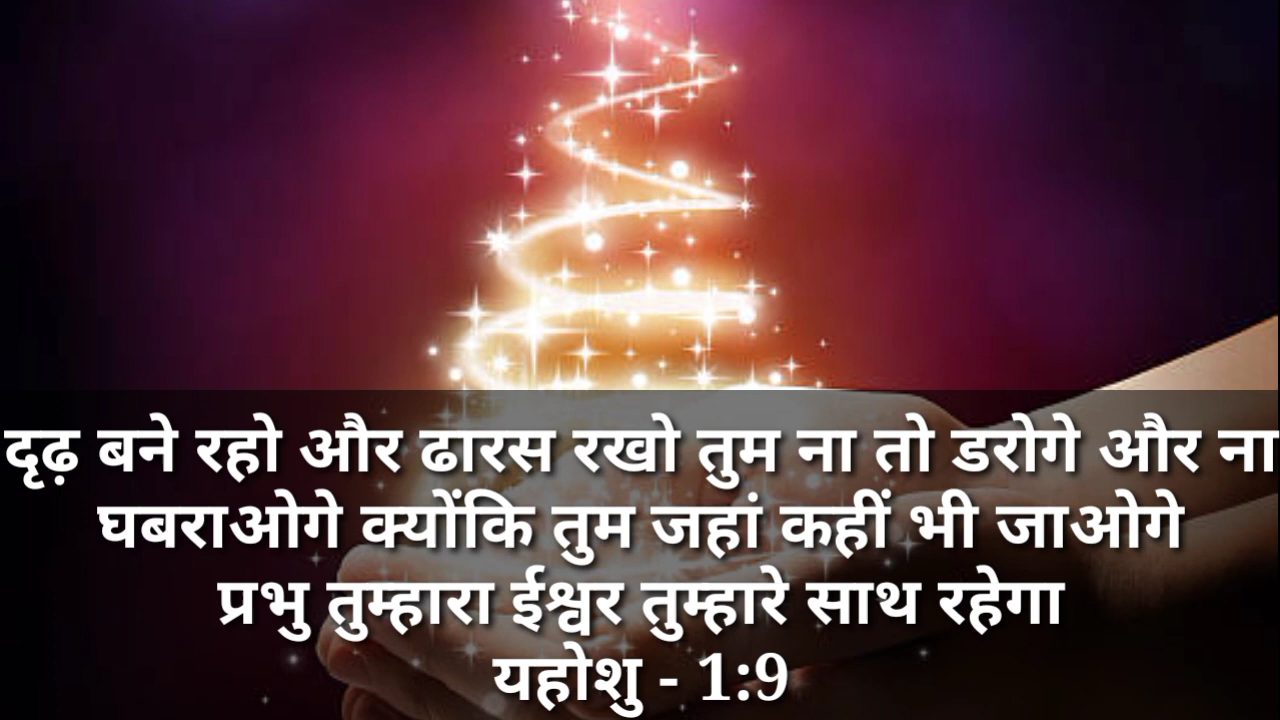 दृढ़ बने रहो और ढारस रखो तुम ना तो डरोगे और ना
घबराओगे क्योंकि तुम जहां कहीं भी जाओगे
प्रभु तुम्हारा ईश्वर तुम्हारे साथ रहेगा
यहोशु - 1:9